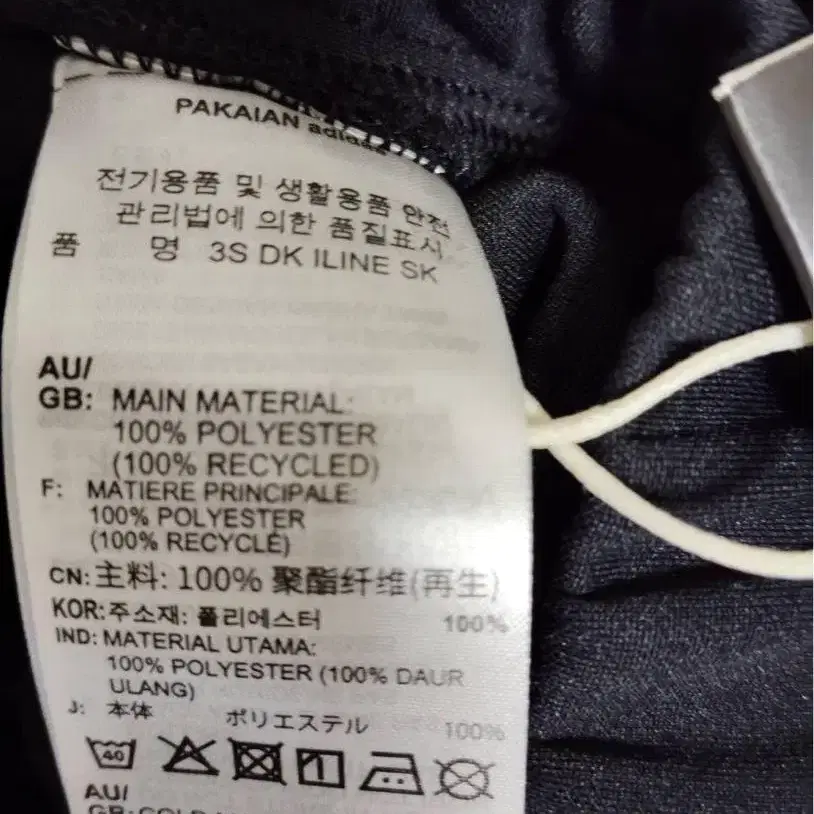 PAKAIAN adidas
전기용품 및 생활용품 안전
관리법에 의한 품질표시
품 명 3S DK ILINE SK
AU/
GB: MAIN MATERIAL:
100% POLYESTER
(100% RECYCLED)
F: MATIERE PRINCIPALE:
100% POLYESTER
(100% RECYCLÉ)
CN: 主料: 100% 聚酯纤维(再生)
KOR: 주소재: 폴리에스터 100%
IND: MATERIAL UTAMA:
100% POLYESTER (100% DAUR
ULANG)
J: 本体 ポリエステル 100%
40
AU/
GB: